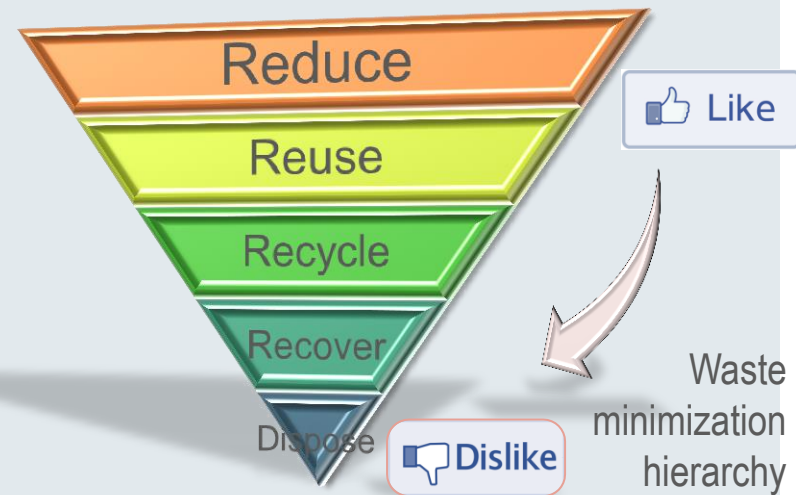 Reduce
Like
Reuse
Recycle
Recover
Dispose
Dislike
Waste
minimization
hierarchy